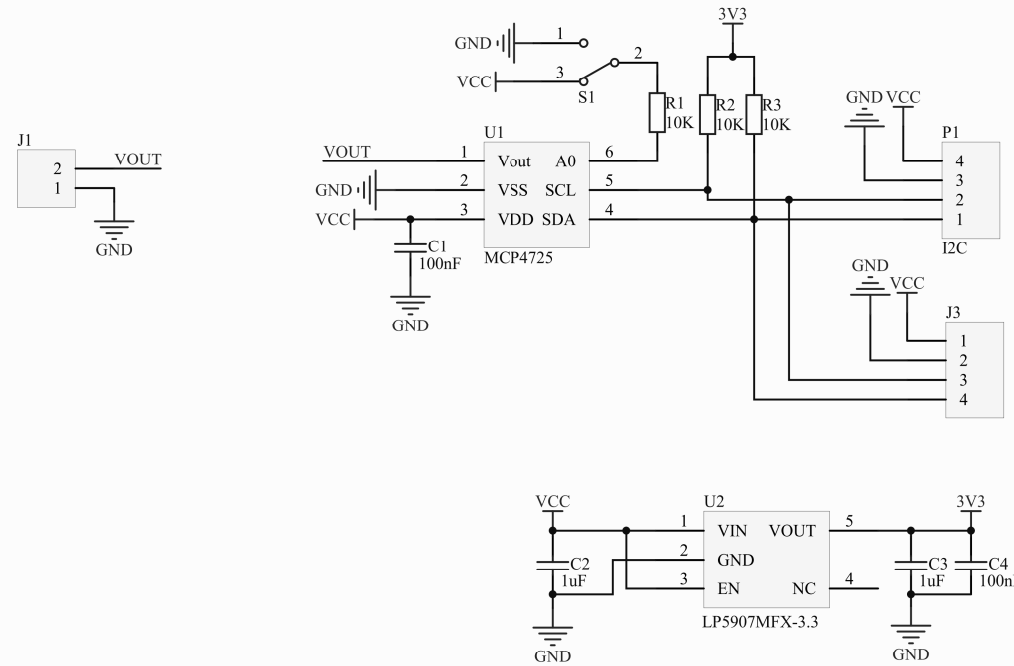 3V3
GND 1
2
VCC 3
S1
R1
10K
R2
10K
R3
10K
GND VCC
J1
2 VOUT
1
GND
U1
VOUT 1 Vout A0 6
GND 2 VSS SCL 5
VCC 3 VDD SDA 4
MCP4725
C1
100nF
GND
P1
4
3
2
1
I2C
GND
VCC
J3
1
2
3
4
VCC
U2
3V3
1 VIN VOUT 5
2 GND
3 EN NC 4
LP5907MFX-3.3
C2
1uF
GND
C3
1uF
C4
100n
GND